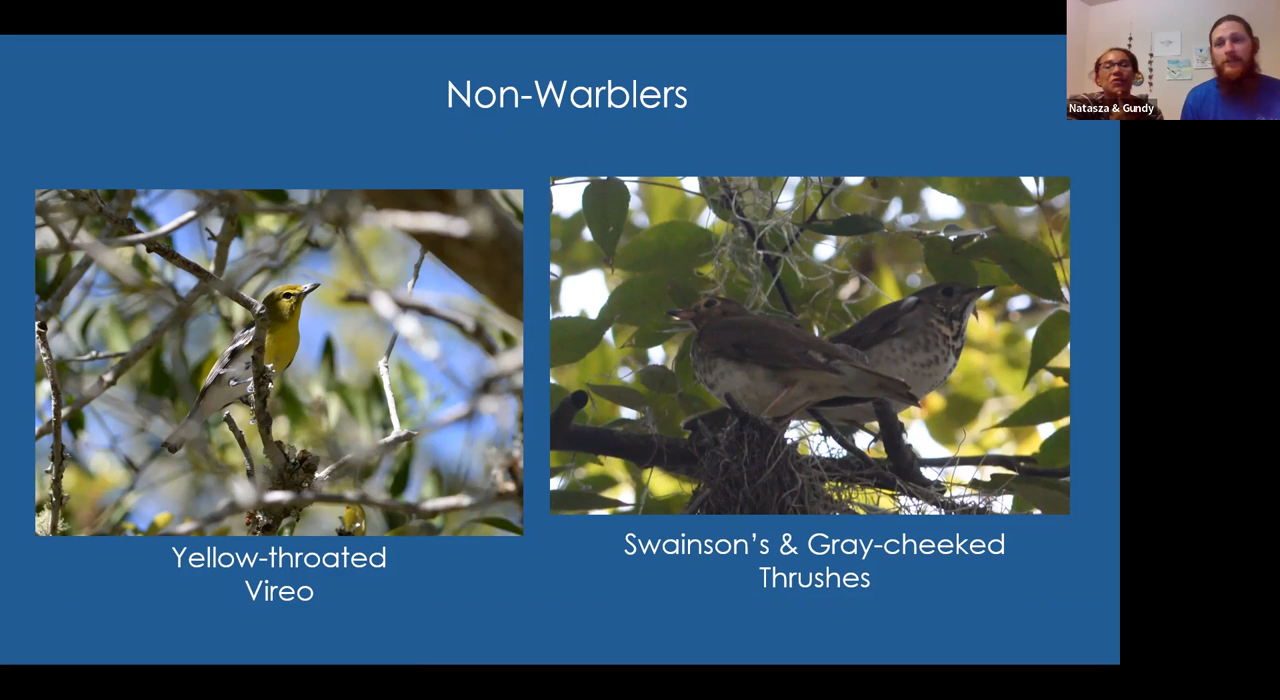 Non-Warblers
Natasza & Gundy
Yellow-throated
Vireo
Swainson's & Gray-cheeked
Thrushes